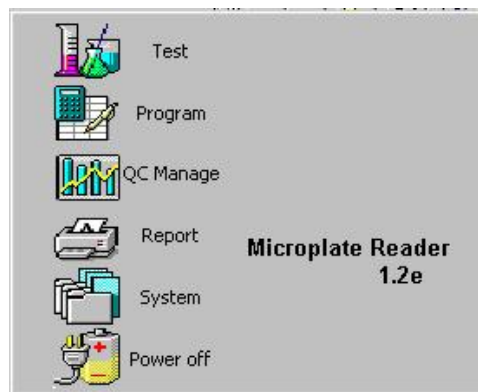 Test
Program
QC Manage
Report
Microplate Reader
1.2e
System
Power off